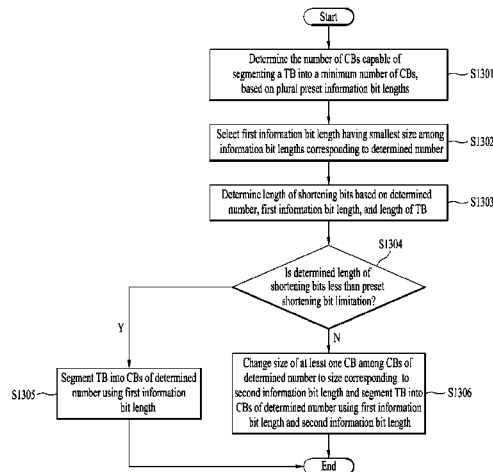 Start
Determine the number of CBs capable of
segmenting a TB into a minimum number of CBs,
based on plural preset information bit lengths
S1301
Select first information bit length having smallest size among
information bit lengths corresponding to determined number
S1302
Determine length of shortening bits based on determined
number, first information bit length, and length of TB
S1303
S1304
Is determined length of
shortening bits less than preset
shortening bit limitation?
Y
N
S1305
Segment TB into CBs of determined
number using first information
bit length
Change size of at least one CB among CBs of
determined number to size corresponding to
second information bit length and segment TB into
CBs of determined number using first information
bit length and second information bit length
S1306
End